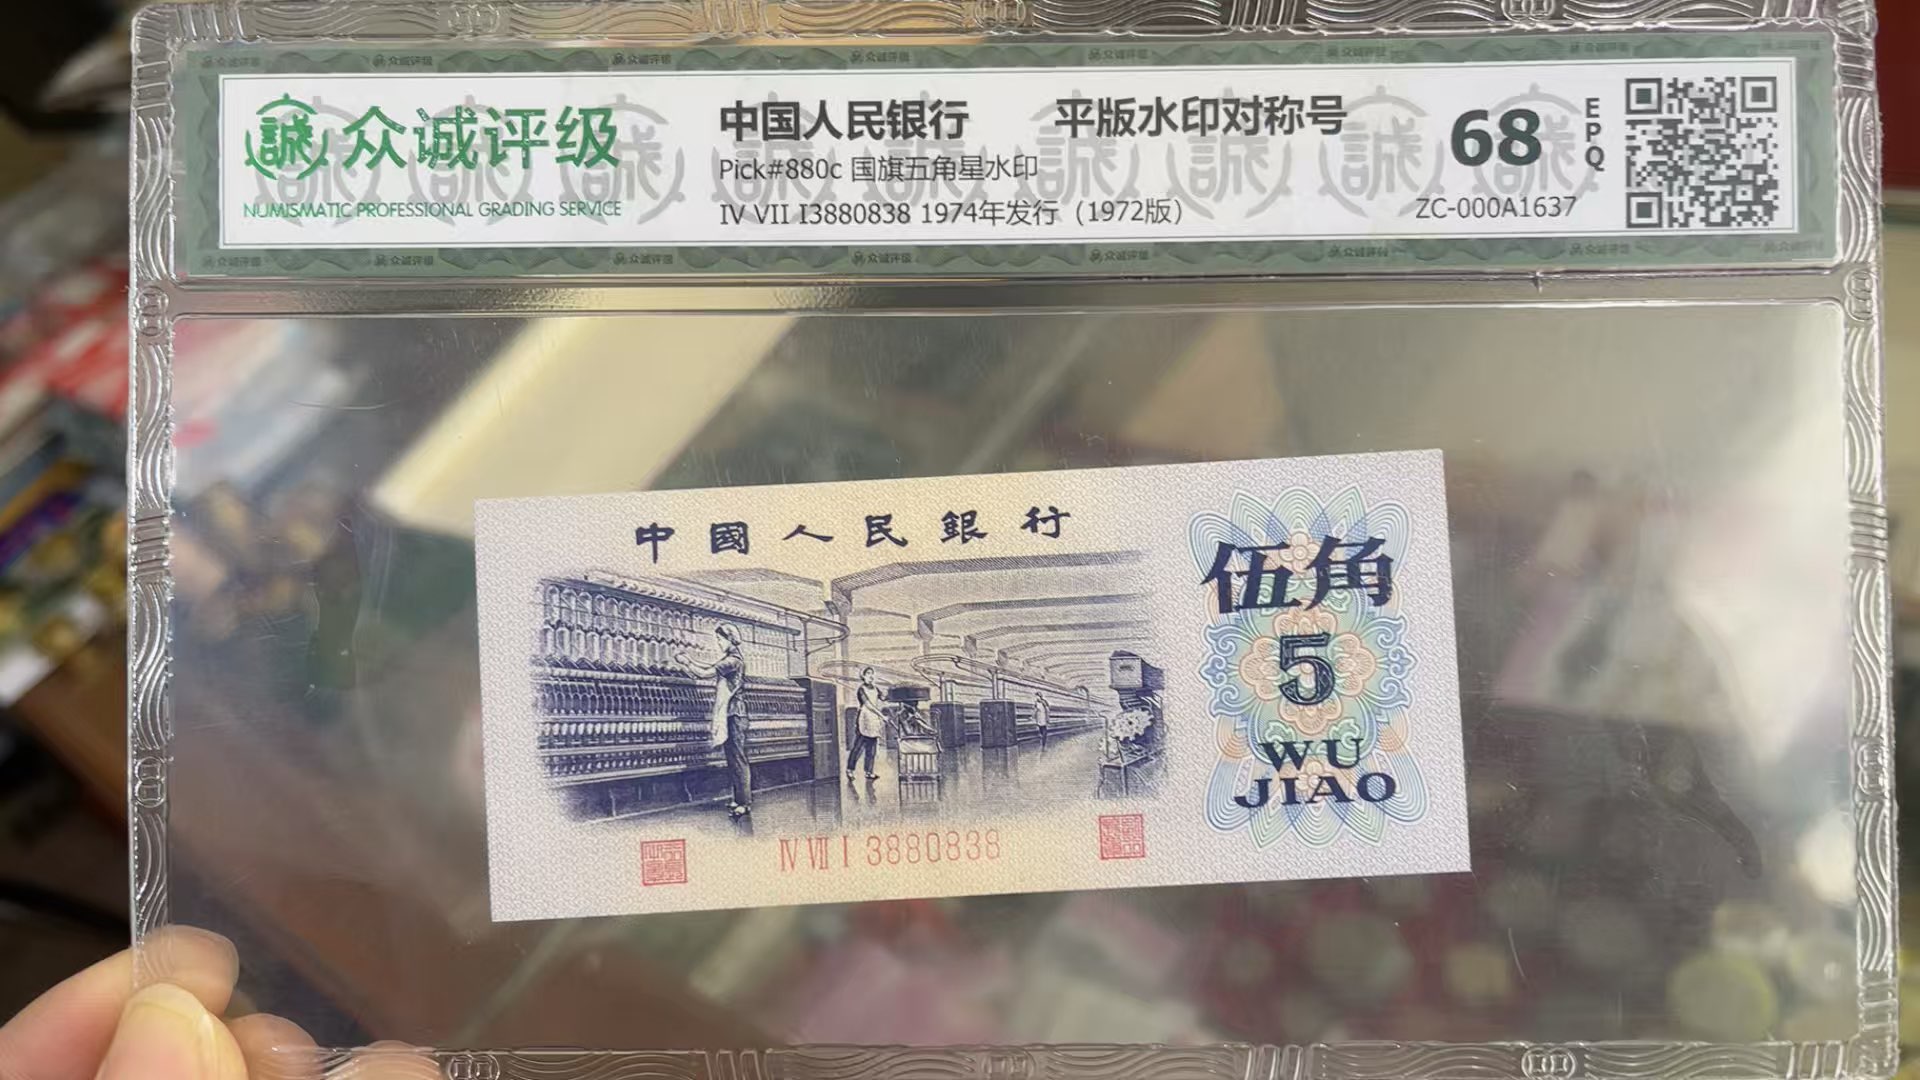 誠 众诚评级
NUMISMATIC PROFESSIONAL GRADING SERVICE
中国人民银行 平版水印对称号
Pick#880c 国旗五角星水印
IV VII I3880838 1974年发行（1972版）
68 EPQ
ZC-000A1637
中國人民銀行
伍角
5
WU
JIAO
Ⅳ Ⅶ Ⅰ 3880838